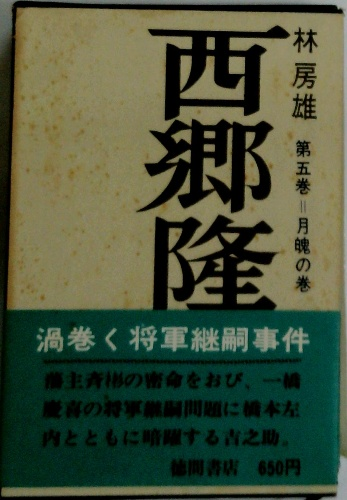 林房雄
第五巻=月魄の巻
西郷隆
渦巻く将軍継嗣事件
藩主斉彬の密命をおび、一橋
慶喜の将軍継嗣問題に橋本左
内とともに暗躍する吉之助。
徳間書店 650円